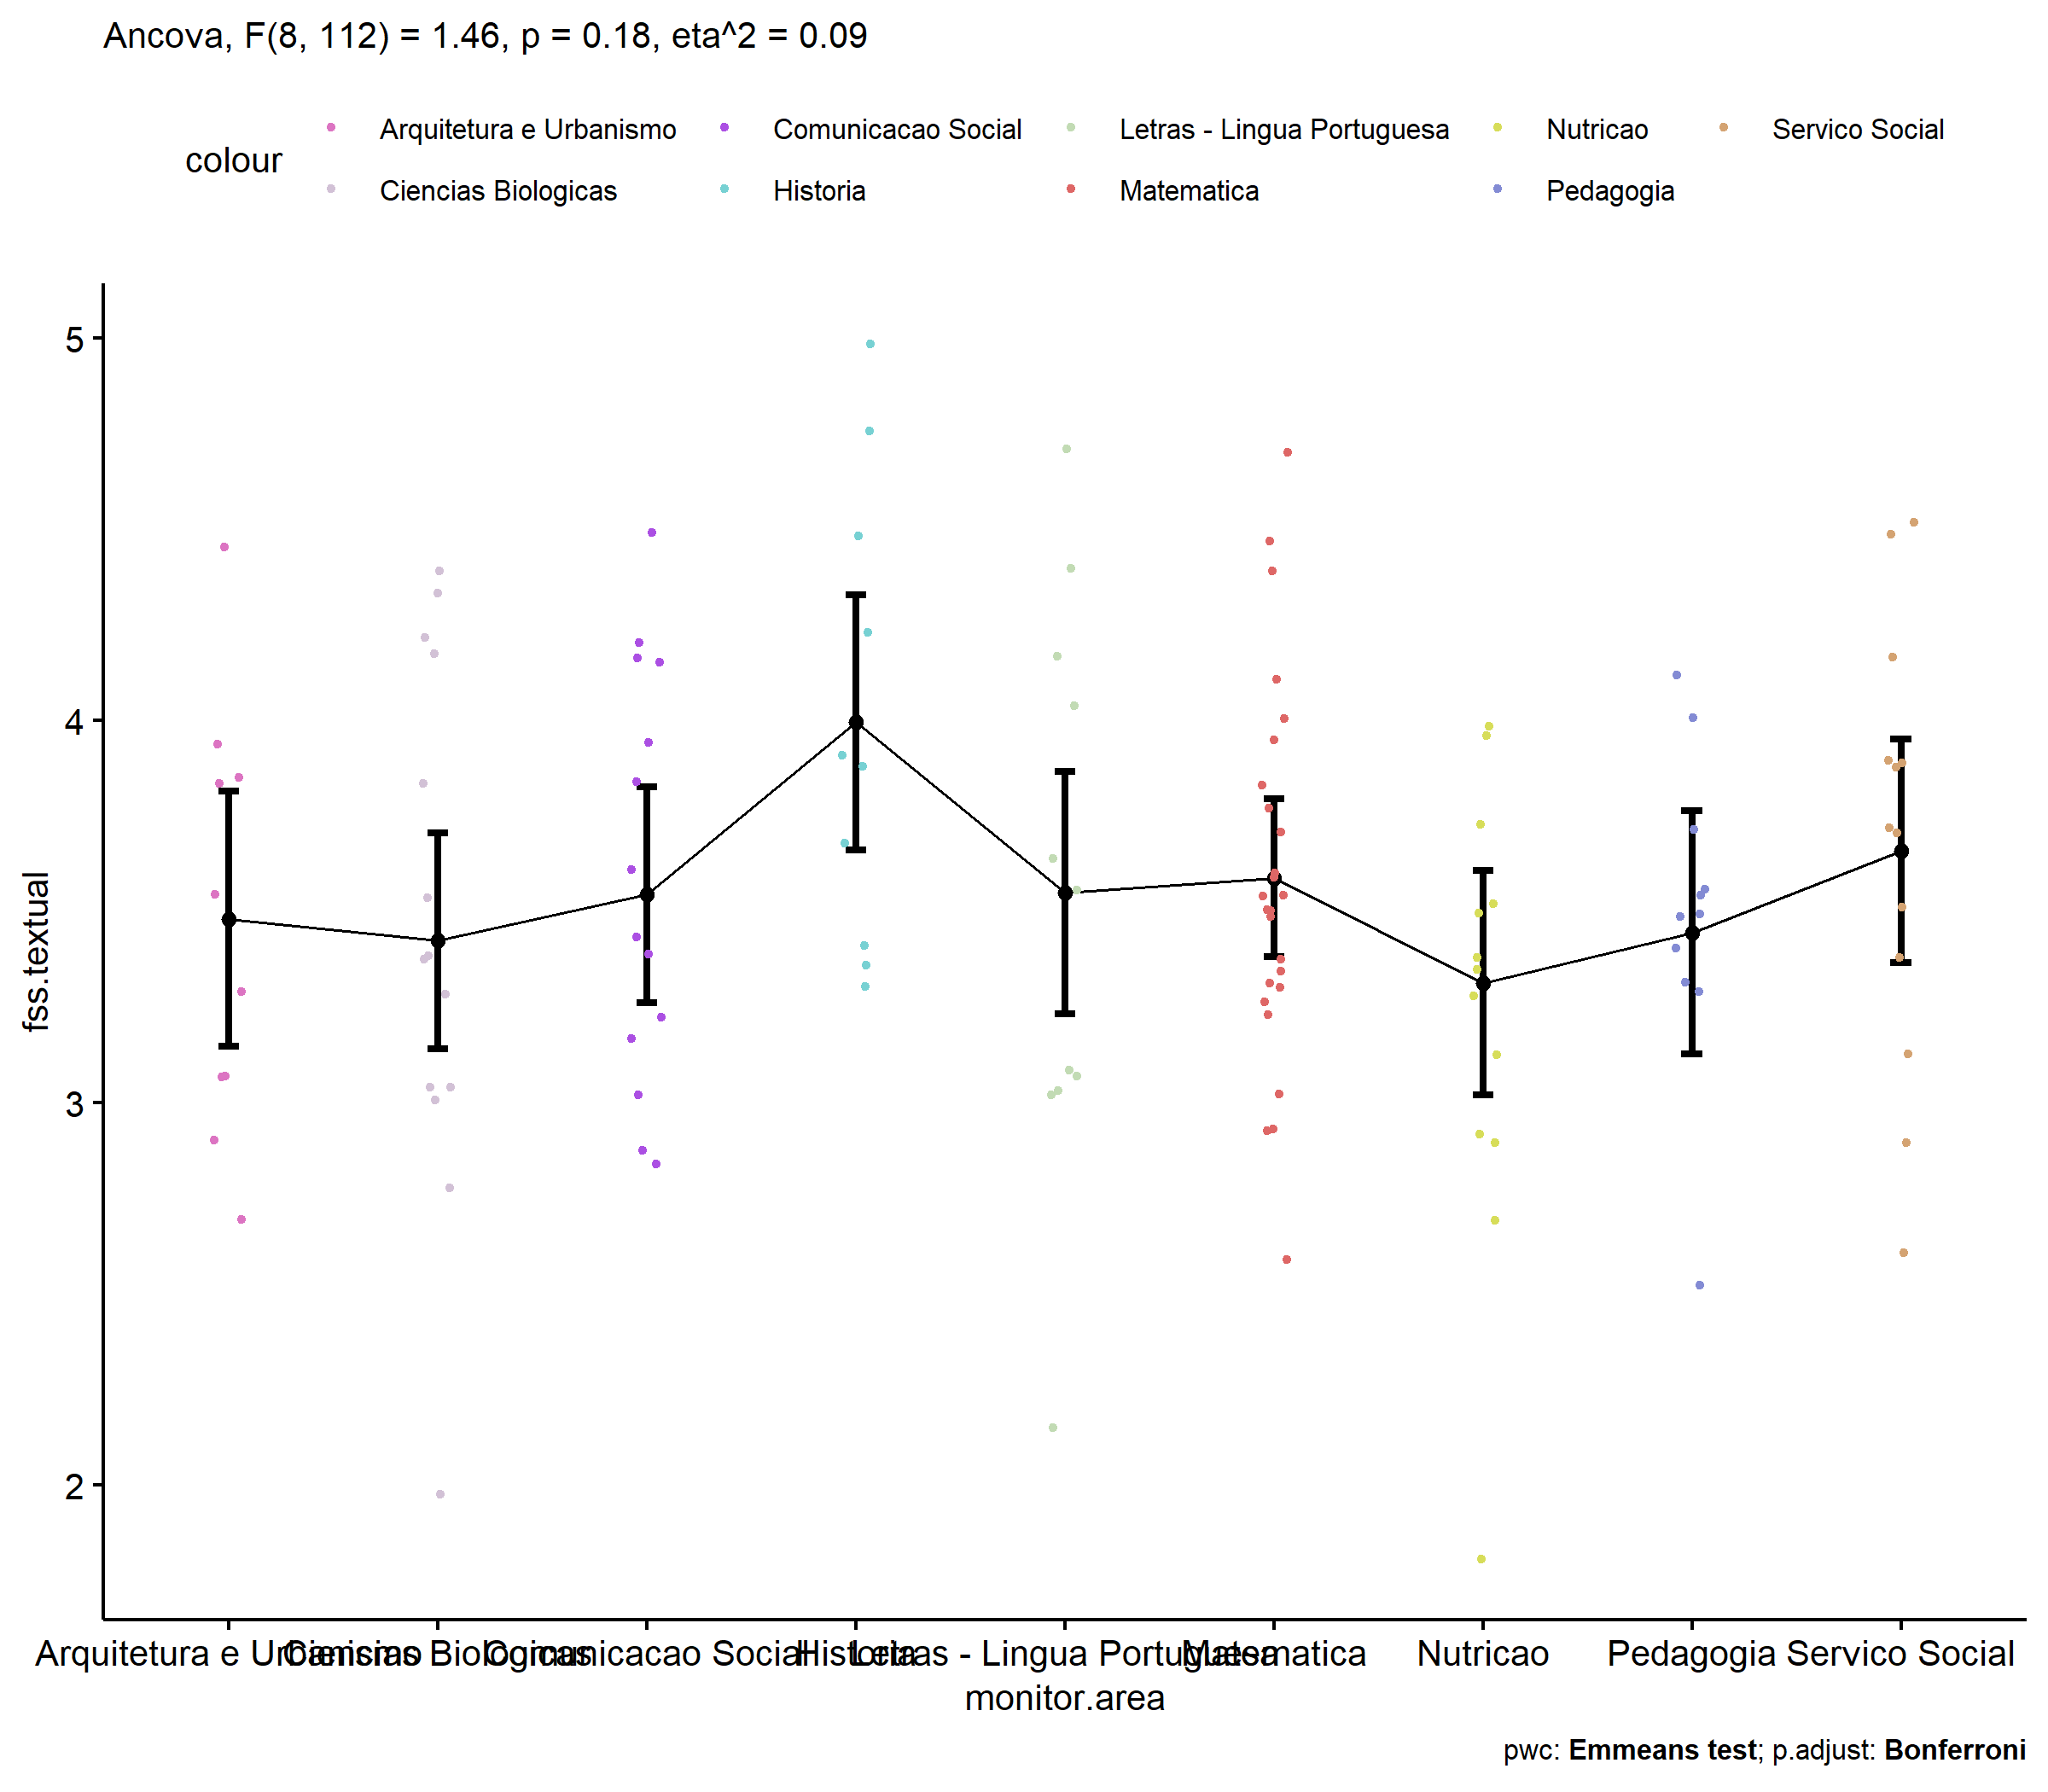 Ancova, F(8, 112) = 1.46, p = 0.18, eta^2 = 0.09
colour
Arquitetura e Urbanismo Comunicacao Social Letras - Lingua Portuguesa Nutricao Servico Social
Ciencias Biologicas Historia Matematica Pedagogia
5
4
3
2
fss.textual
Arquitetura e Urbanismo Ciencias Biologicas Comunicacao Social Historia Letras - Lingua Portuguesa Matematica Nutricao Pedagogia Servico Social
monitor.area
pwc: Emmeans test; p.adjust: Bonferroni